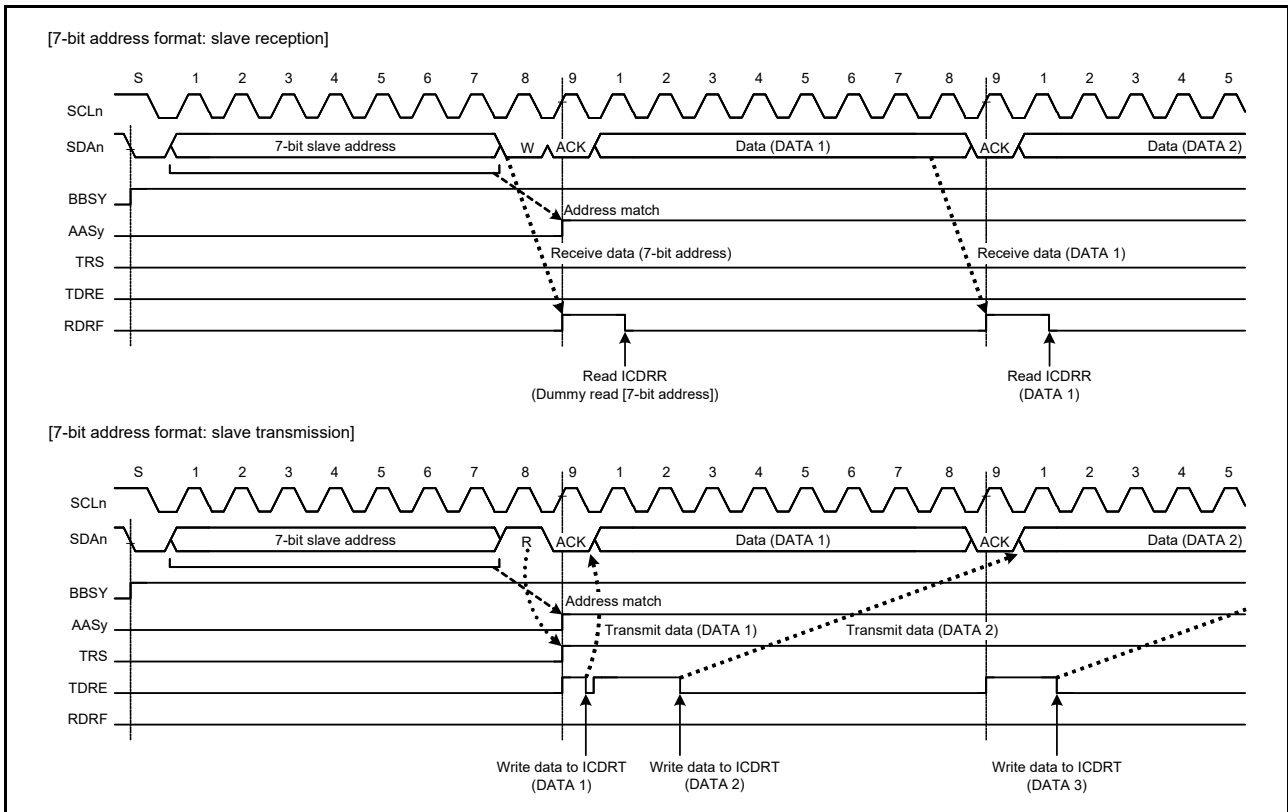 [7-bit address format: slave reception]
S 1 2 3 4 5 6 7 8 9 1 2 3 4 5 6 7 8 9 1 2 3 4 5
SCLn
SDAn 7-bit slave address W ACK Data (DATA 1) ACK Data (DATA 2)
BBSY
Address match
AASy
Receive data (7-bit address) Receive data (DATA 1)
TRS
TDRE
RDRF
Read ICDRR Read ICDRR
(Dummy read [7-bit address]) (DATA 1)
[7-bit address format: slave transmission]
S 1 2 3 4 5 6 7 8 9 1 2 3 4 5 6 7 8 9 1 2 3 4 5
SCLn
SDAn 7-bit slave address R ACK Data (DATA 1) ACK Data (DATA 2)
BBSY
Address match
AASy
Transmit data (DATA 1) Transmit data (DATA 2)
TRS
TDRE
RDRF
Write data to ICDRT Write data to ICDRT Write data to ICDRT
(DATA 1) (DATA 2) (DATA 3)